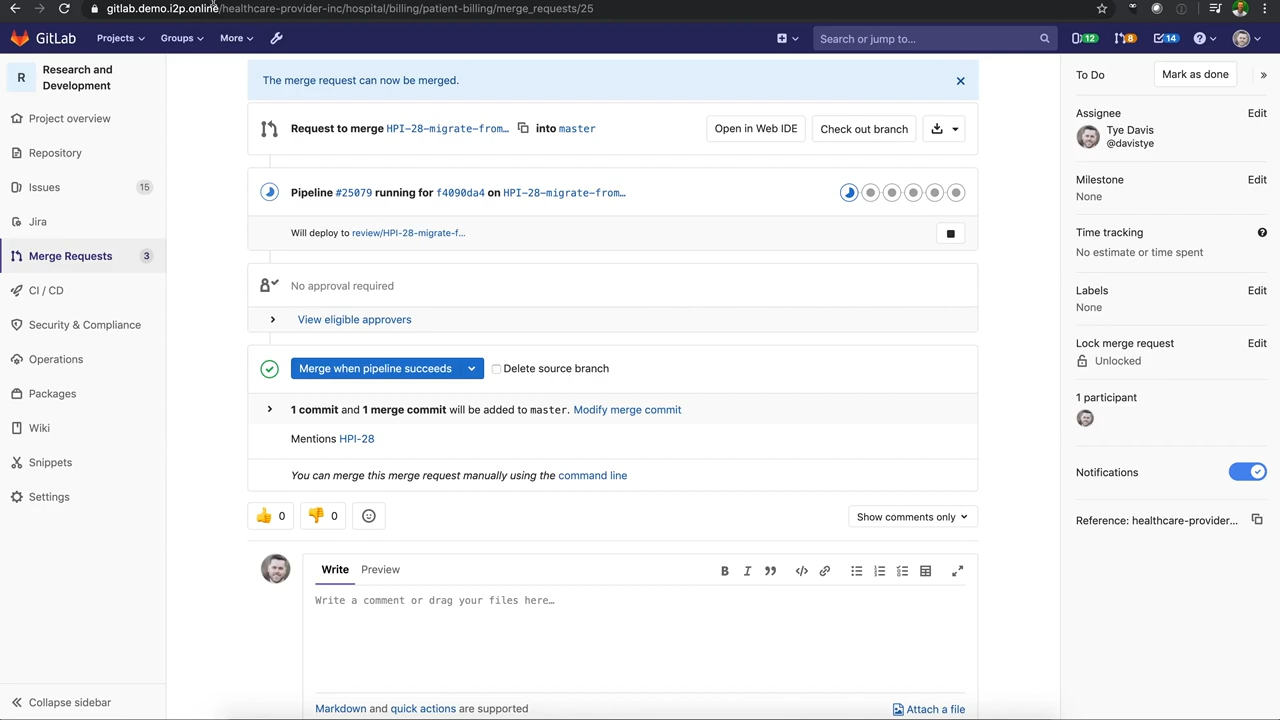 gitlab.demo.i2p.online/healthcare-provider-inc/hospital/billing/patient-billing/merge_requests/25
GitLab Projects Groups More Search or jump to... 12 8 14
R Research and Development
Project overview
Repository
Issues 15
Jira
Merge Requests 3
CI / CD
Security & Compliance
Operations
Packages
Wiki
Snippets
Settings
Collapse sidebar
The merge request can now be merged.
Request to merge HPI-28-migrate-from… into master Open in Web IDE Check out branch
Pipeline #25079 running for f4090da4 on HPI-28-migrate-from…
Will deploy to review/HPI-28-migrate-f…
No approval required
View eligible approvers
Merge when pipeline succeeds Delete source branch
1 commit and 1 merge commit will be added to master. Modify merge commit
Mentions HPI-28
You can merge this merge request manually using the command line
0 0 Show comments only
Write Preview
Write a comment or drag your files here…
Markdown and quick actions are supported Attach a file
To Do Mark as done
Assignee Edit
Tye Davis
@davistye
Milestone Edit
None
Time tracking
No estimate or time spent
Labels Edit
None
Lock merge request Edit
Unlocked
1 participant
Notifications
Reference: healthcare-provider…